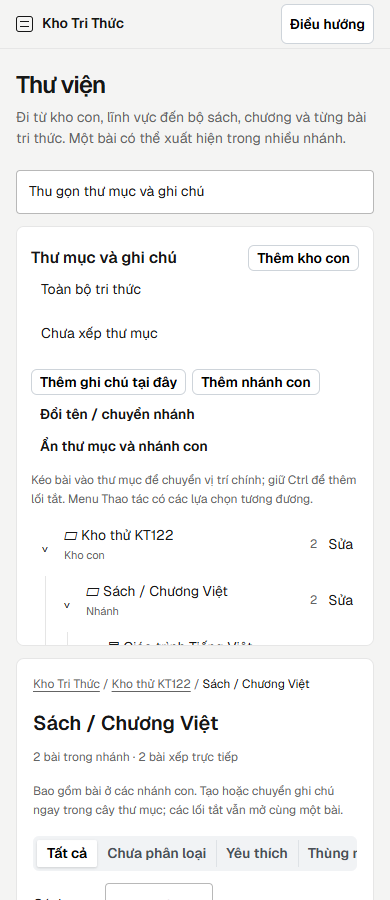 Kho Tri Thức
Điều hướng
Thư viện
Đi từ kho con, lĩnh vực đến bộ sách, chương và từng bài
tri thức. Một bài có thể xuất hiện trong nhiều nhánh.
Thu gọn thư mục và ghi chú
Thư mục và ghi chú
Thêm kho con
Toàn bộ tri thức
Chưa xếp thư mục
Thêm ghi chú tại đây
Thêm nhánh con
Đổi tên / chuyển nhánh
Ẩn thư mục và nhánh con
Kéo bài vào thư mục để chuyển vị trí chính; giữ Ctrl để thêm
lối tắt. Menu Thao tác có các lựa chọn tương đương.
Kho thử KT122
2 Sửa
Kho con
Sách / Chương Việt
2 Sửa
Nhánh
Kho Tri Thức / Kho thử KT122 / Sách / Chương Việt
Sách / Chương Việt
2 bài trong nhánh · 2 bài xếp trực tiếp
Bao gồm bài ở các nhánh con. Tạo hoặc chuyển ghi chú
ngay trong cây thư mục; các lối tắt vẫn mở cùng một bài.
Tất cả
Chưa phân loại
Yêu thích
Thùng